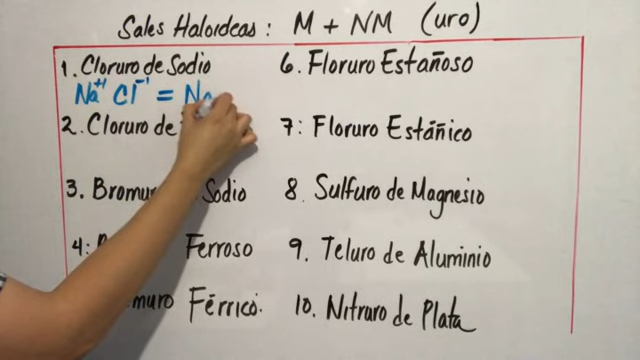 Sales Haloideas: M + NM (uro)
1. Cloruro de Sodio
Na⁺¹ Cl⁻¹ = Na
2. Cloruro de
3. Bromu Sodio
4: Ferroso
muro Férrico.
6. Floruro Estañoso
7: Floruro Estáñico
8. Sulfuro de Magnesio
9. Teluro de Aluminio
10. Nitruro de Plata